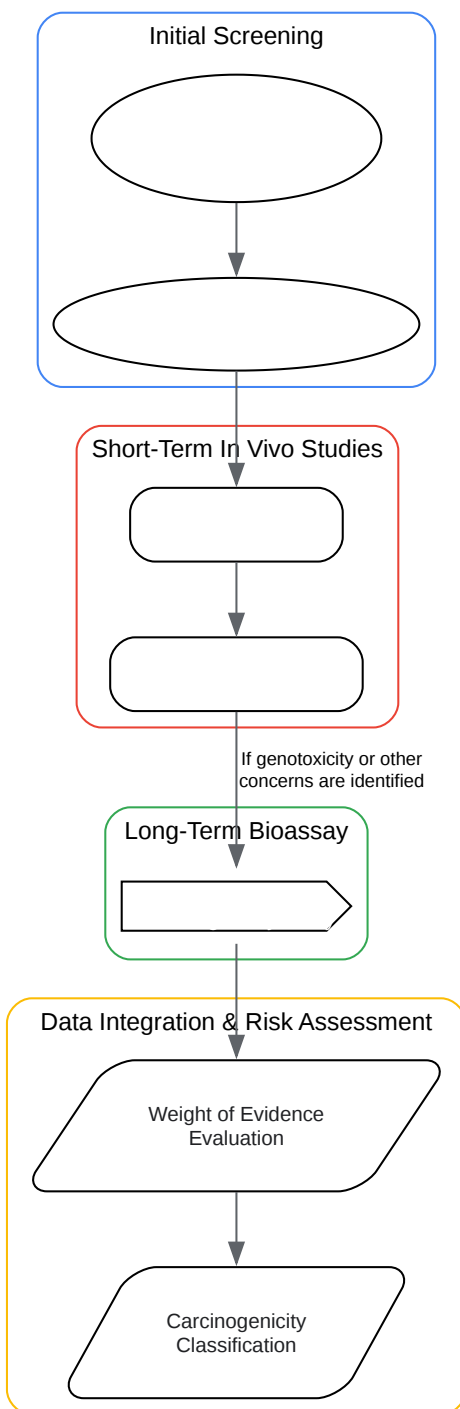 Initial Screening
Short-Term In Vivo Studies
If genotoxicity or other
concerns are identified
Long-Term Bioassay
Data Integration & Risk Assessment
Weight of Evidence
Evaluation
Carcinogenicity
Classification